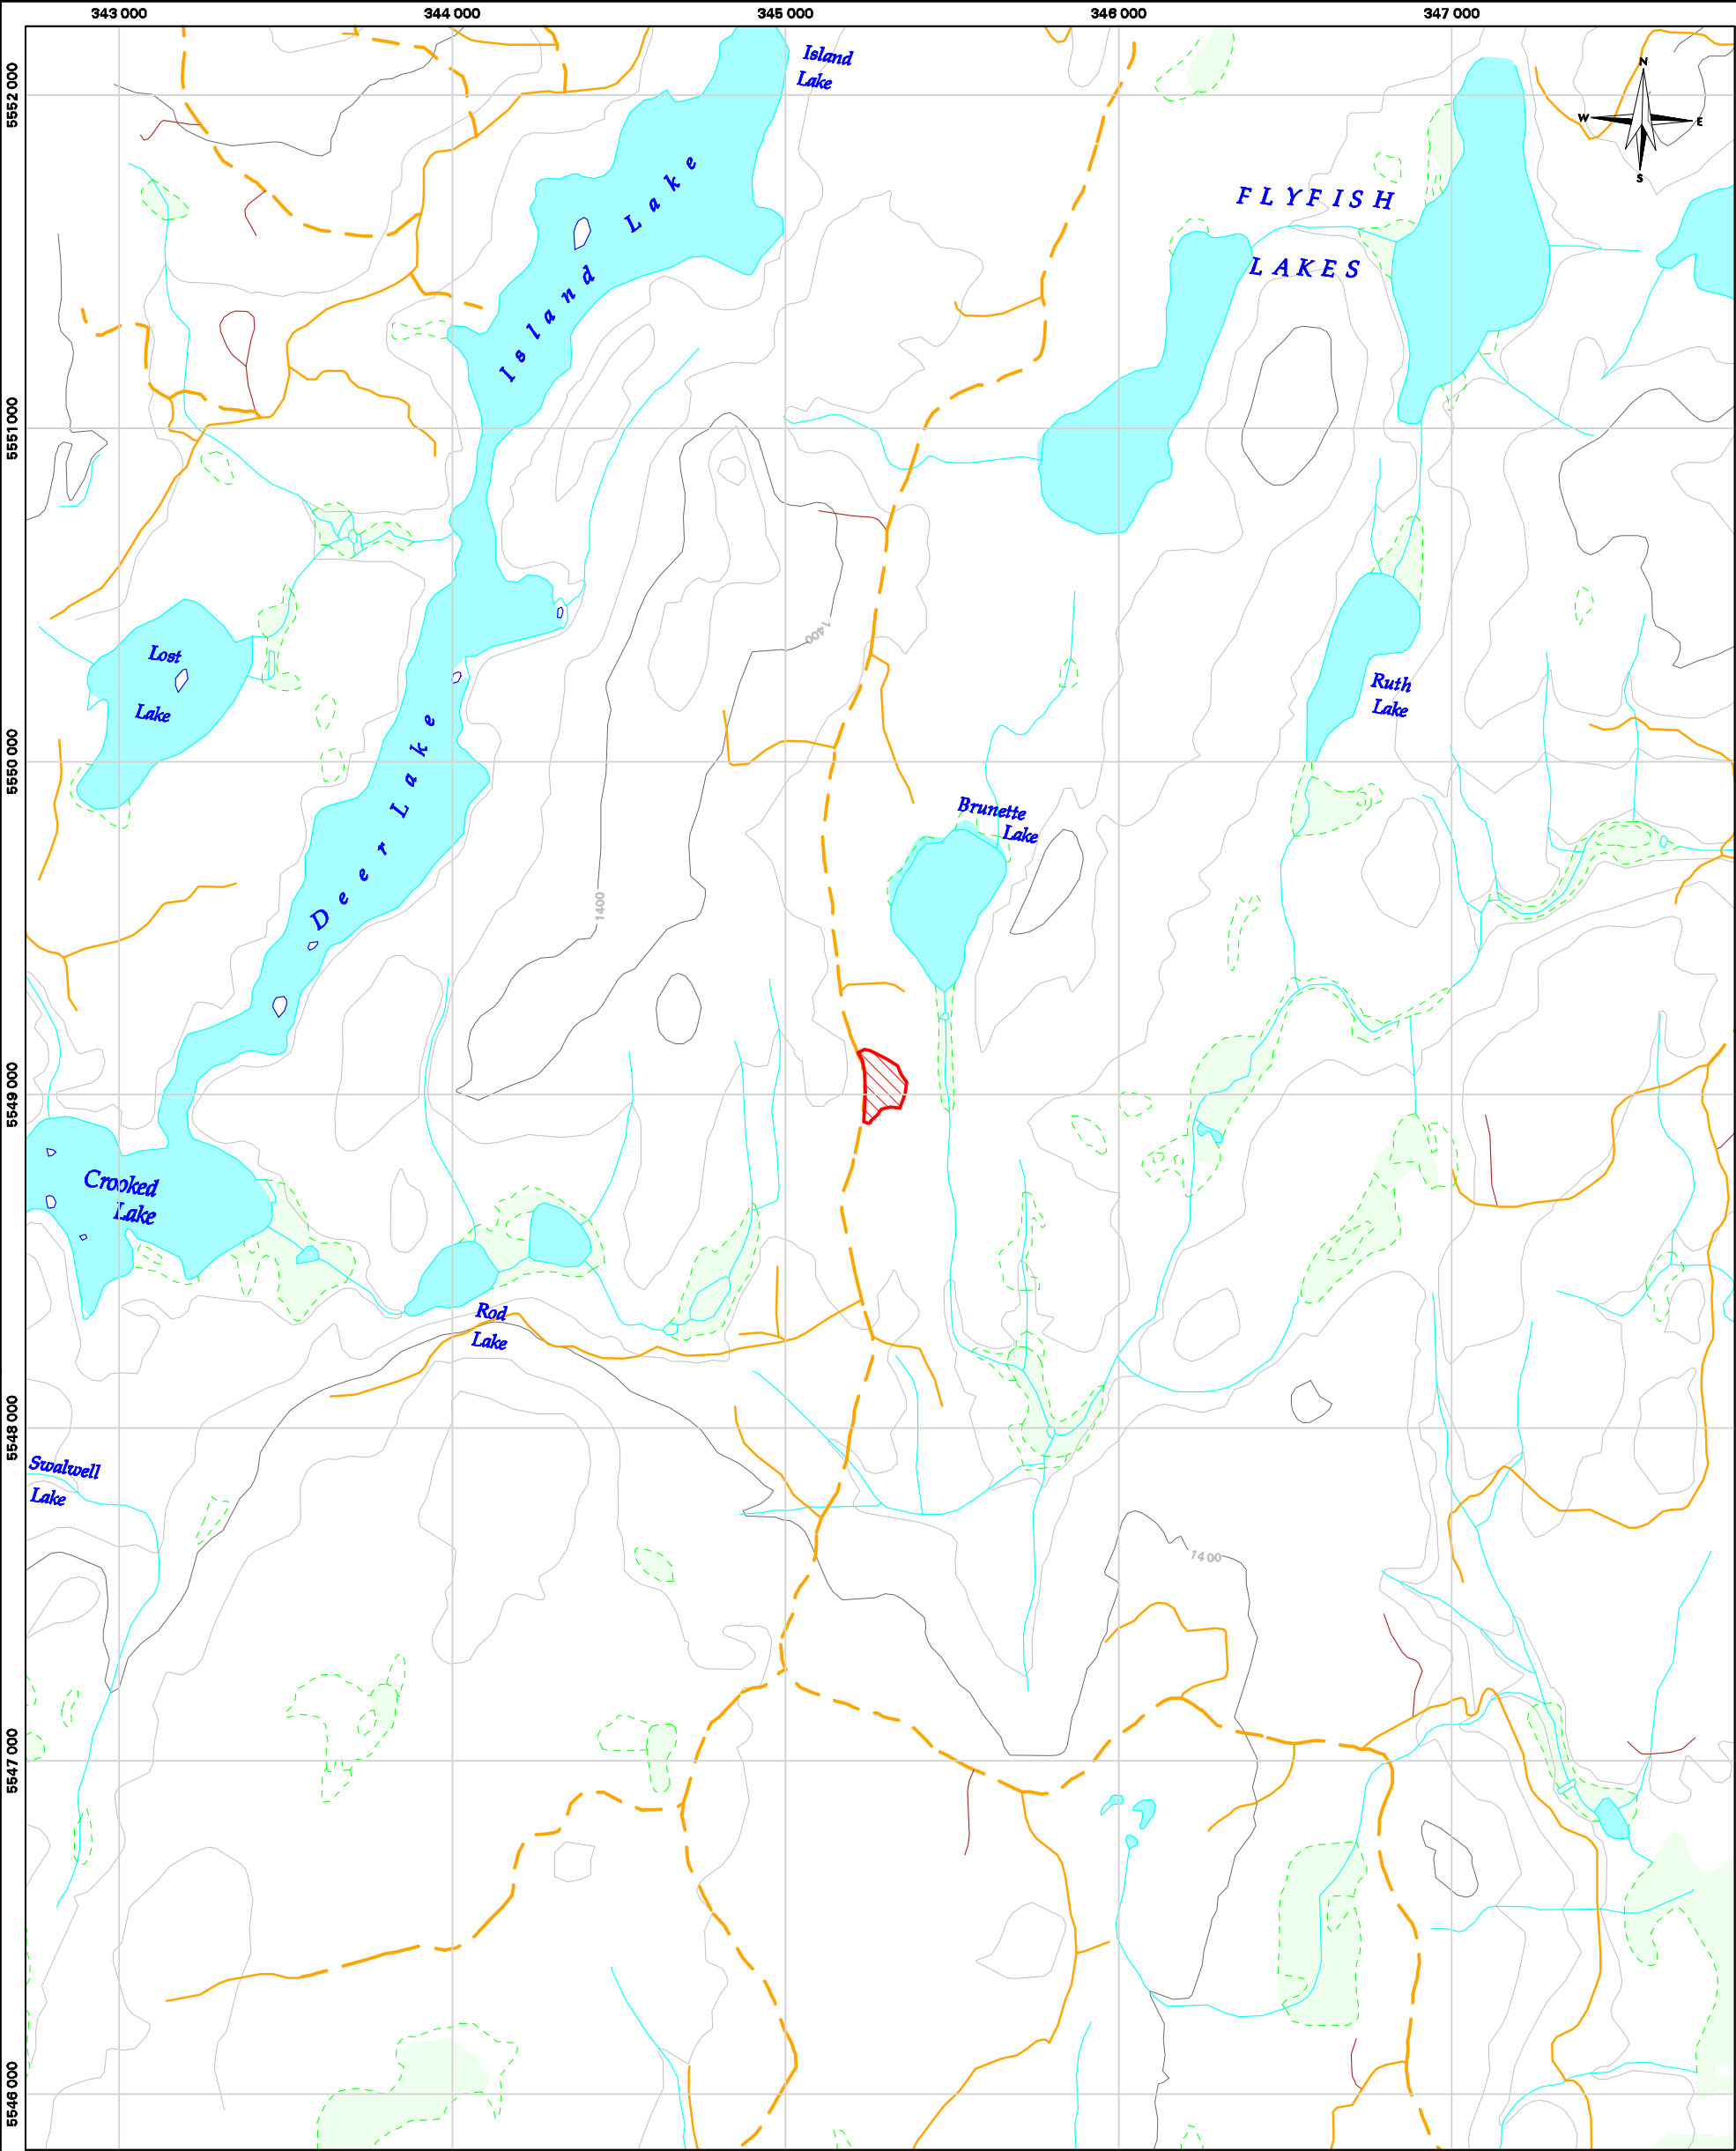 343 000
344 000
345 000
346 000
347 000
5552 000
5551 000
5550 000
5549 000
5548 000
5547 000
5546 000
N
W
E
S
Island
Lake
Island Lake
FLYFISH
LAKES
Lost
Lake
1400
Ruth
Lake
Deer Lake
Brunette
Lake
1400
Crooked
Lake
Rod
Lake
Swalwell
Lake
1400